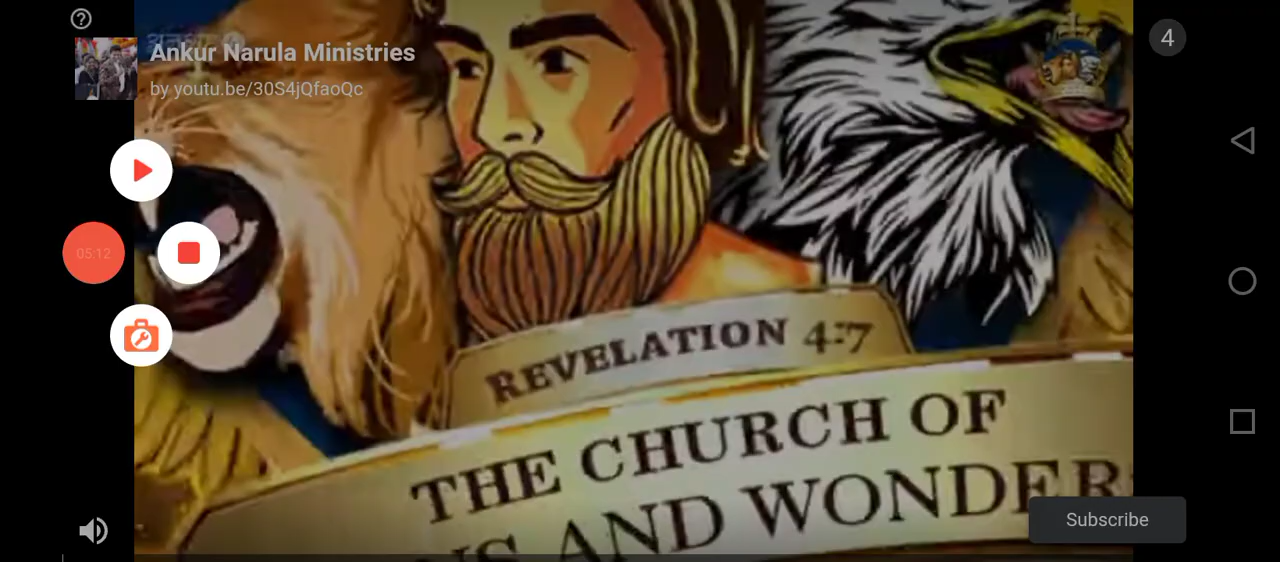 Ankur Narula Ministries
by youtu.be/30S4jQfaoQc
4
05:12
REVELATION 4:7
THE CHURCH OF
NS AND WONDER
Subscribe